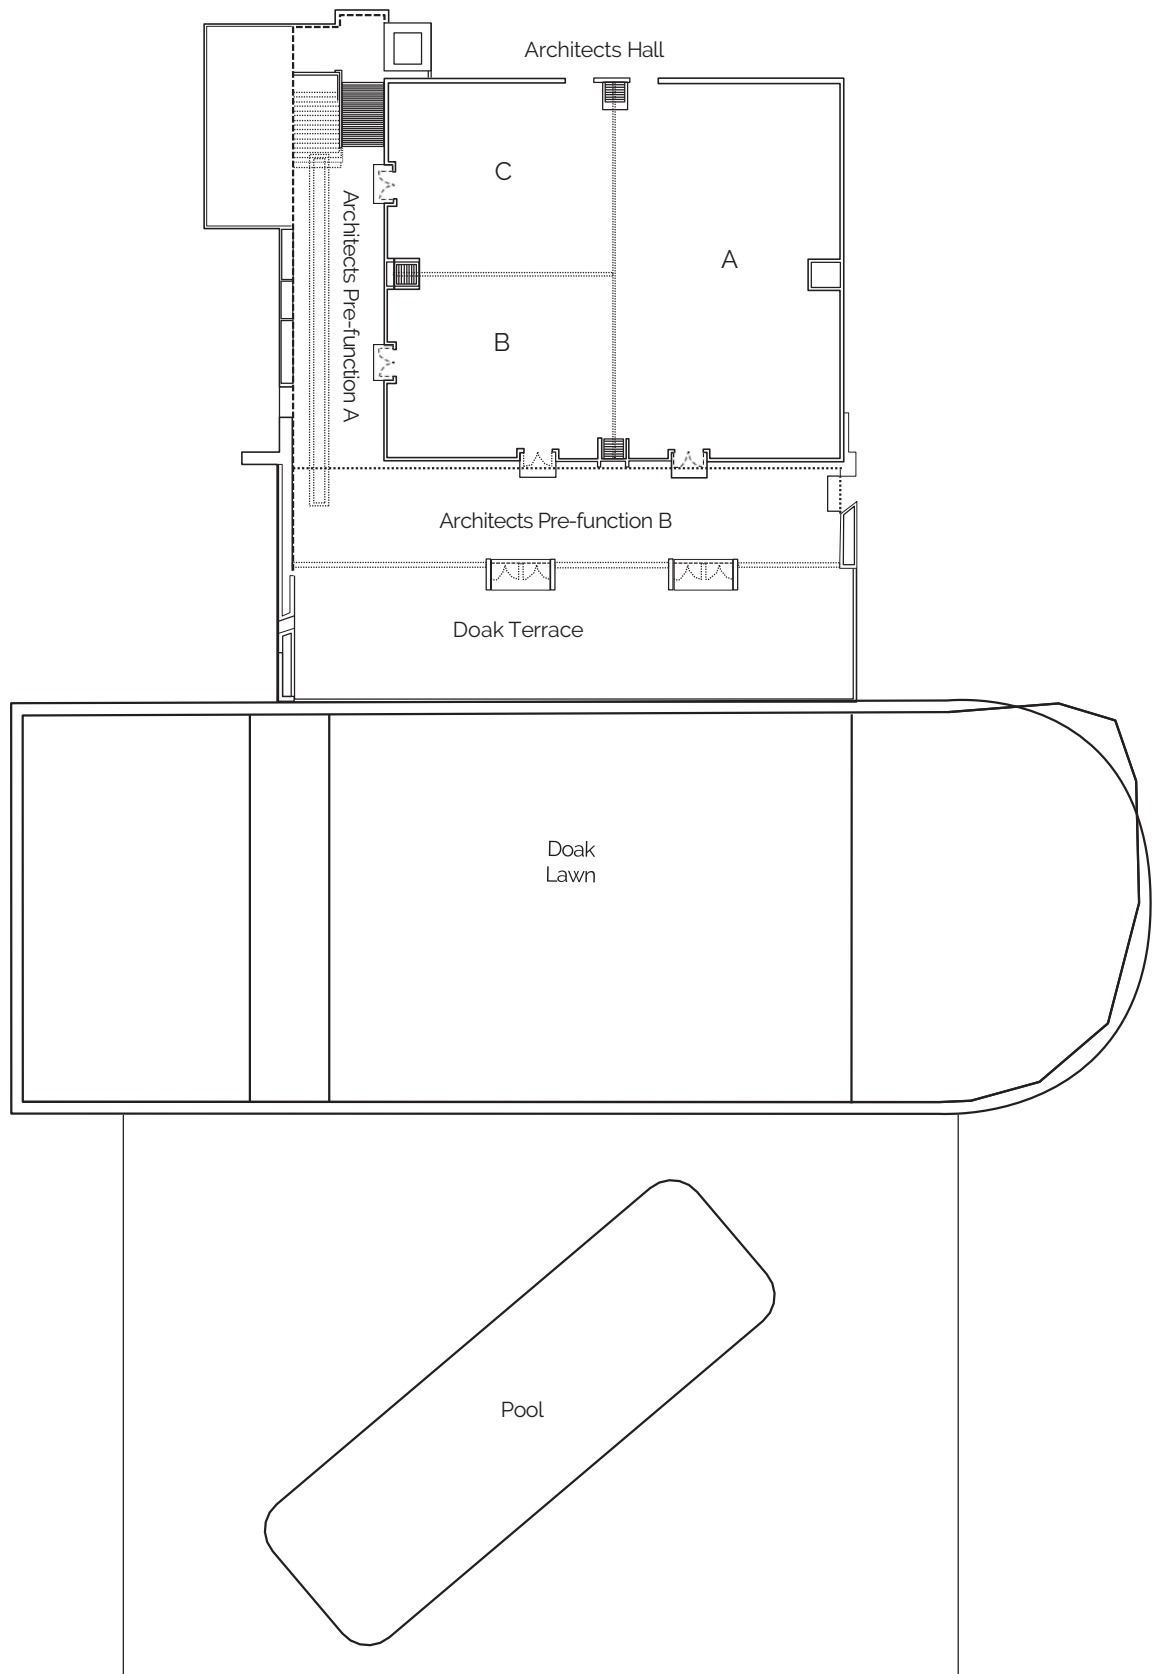 Architects Hall
C
A
Architects Pre-function A
B
Architects Pre-function B
Doak Terrace
Doak
Lawn
Pool